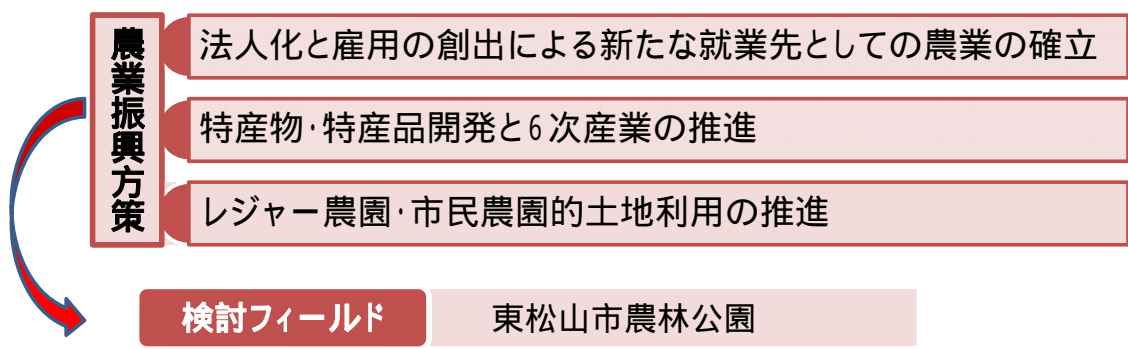 農業振興方策
法人化と雇用の創出による新たな就業先としての農業の確立
特産物･特産品開発と6次産業の推進
レジャー農園･市民農園的土地利用の推進
検討フィールド
東松山市農林公園